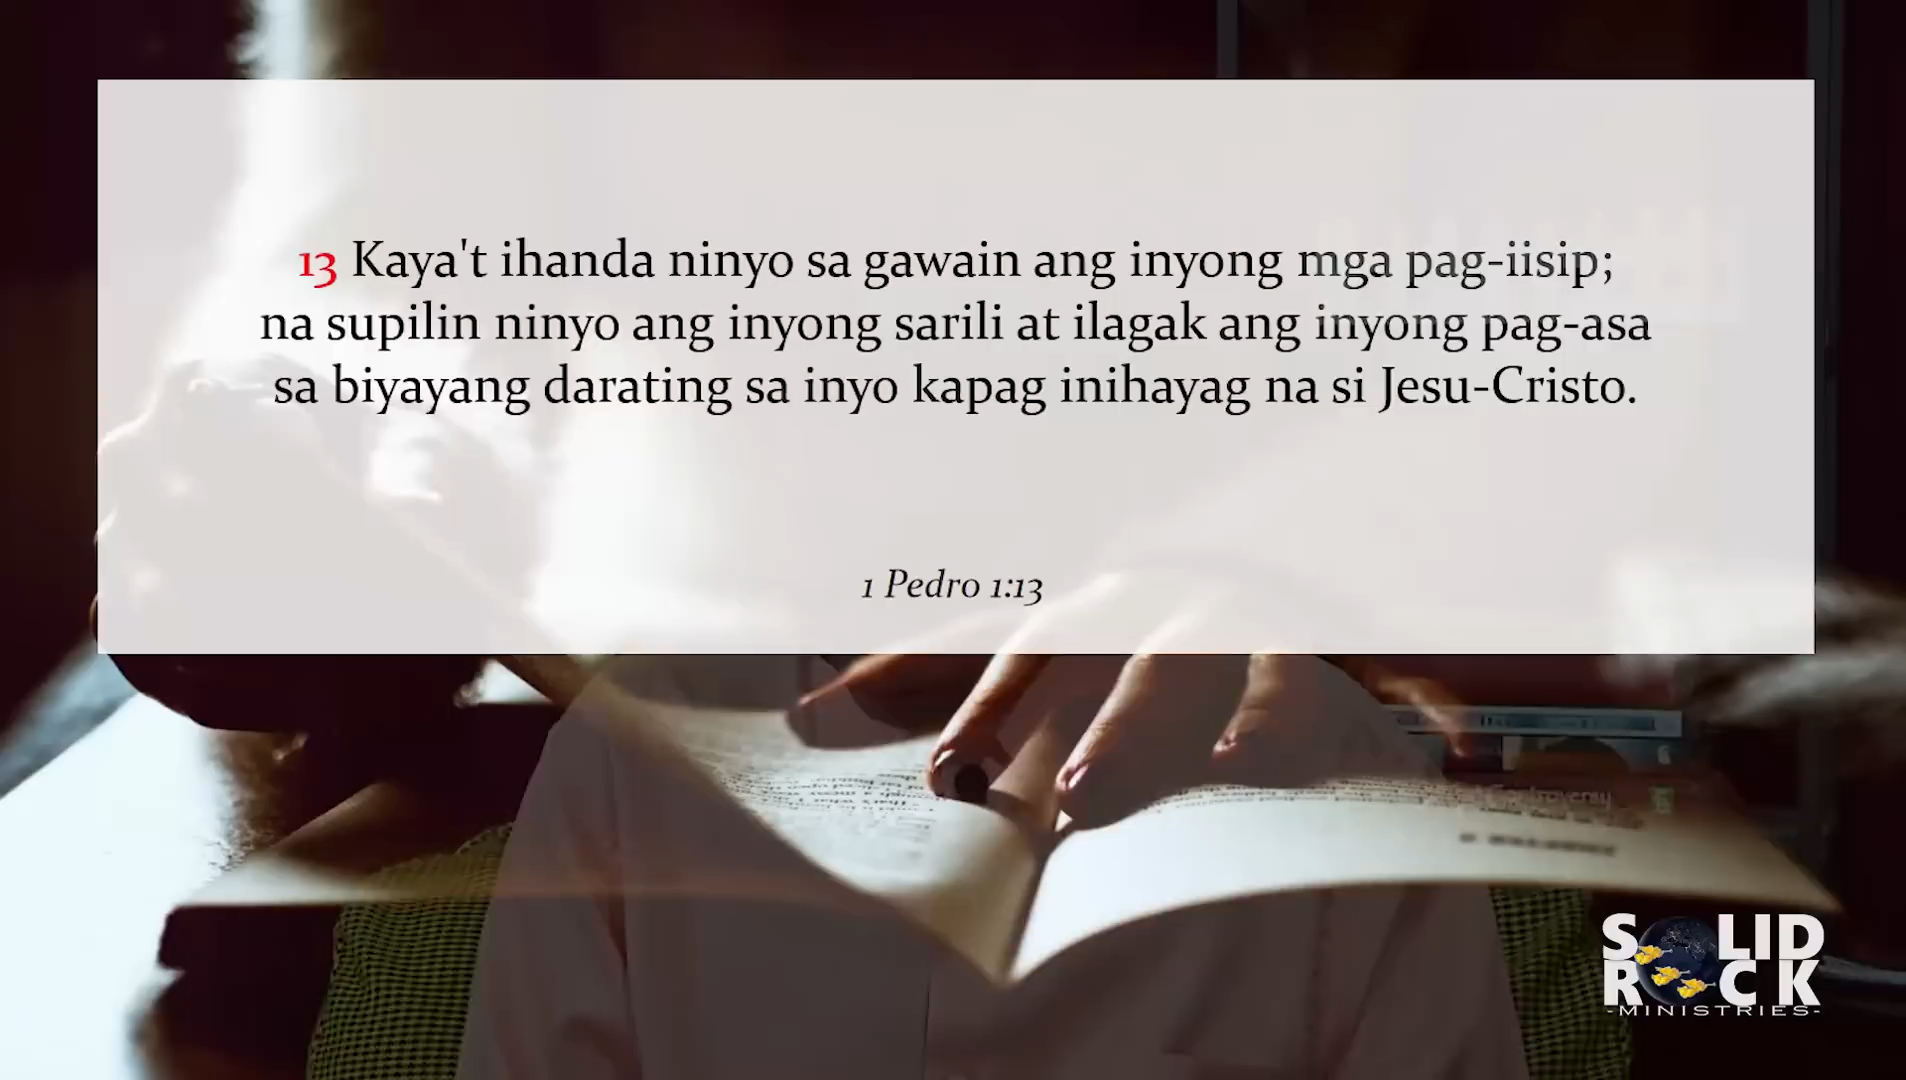 13 Kaya't ihanda ninyo sa gawain ang inyong mga pag-iisip;
na supilin ninyo ang inyong sarili at ilagak ang inyong pag-asa
sa biyayang darating sa inyo kapag inihayag na si Jesu-Cristo.
1 Pedro 1:13
SOLID
ROCK
-MINISTRIES-